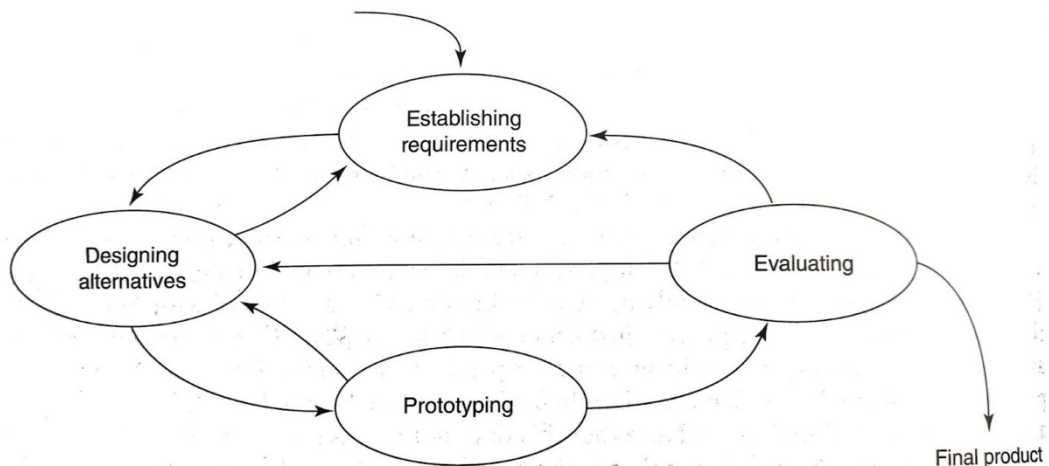 Establishing
requirements
Designing
alternatives
Evaluating
Prototyping
Final product